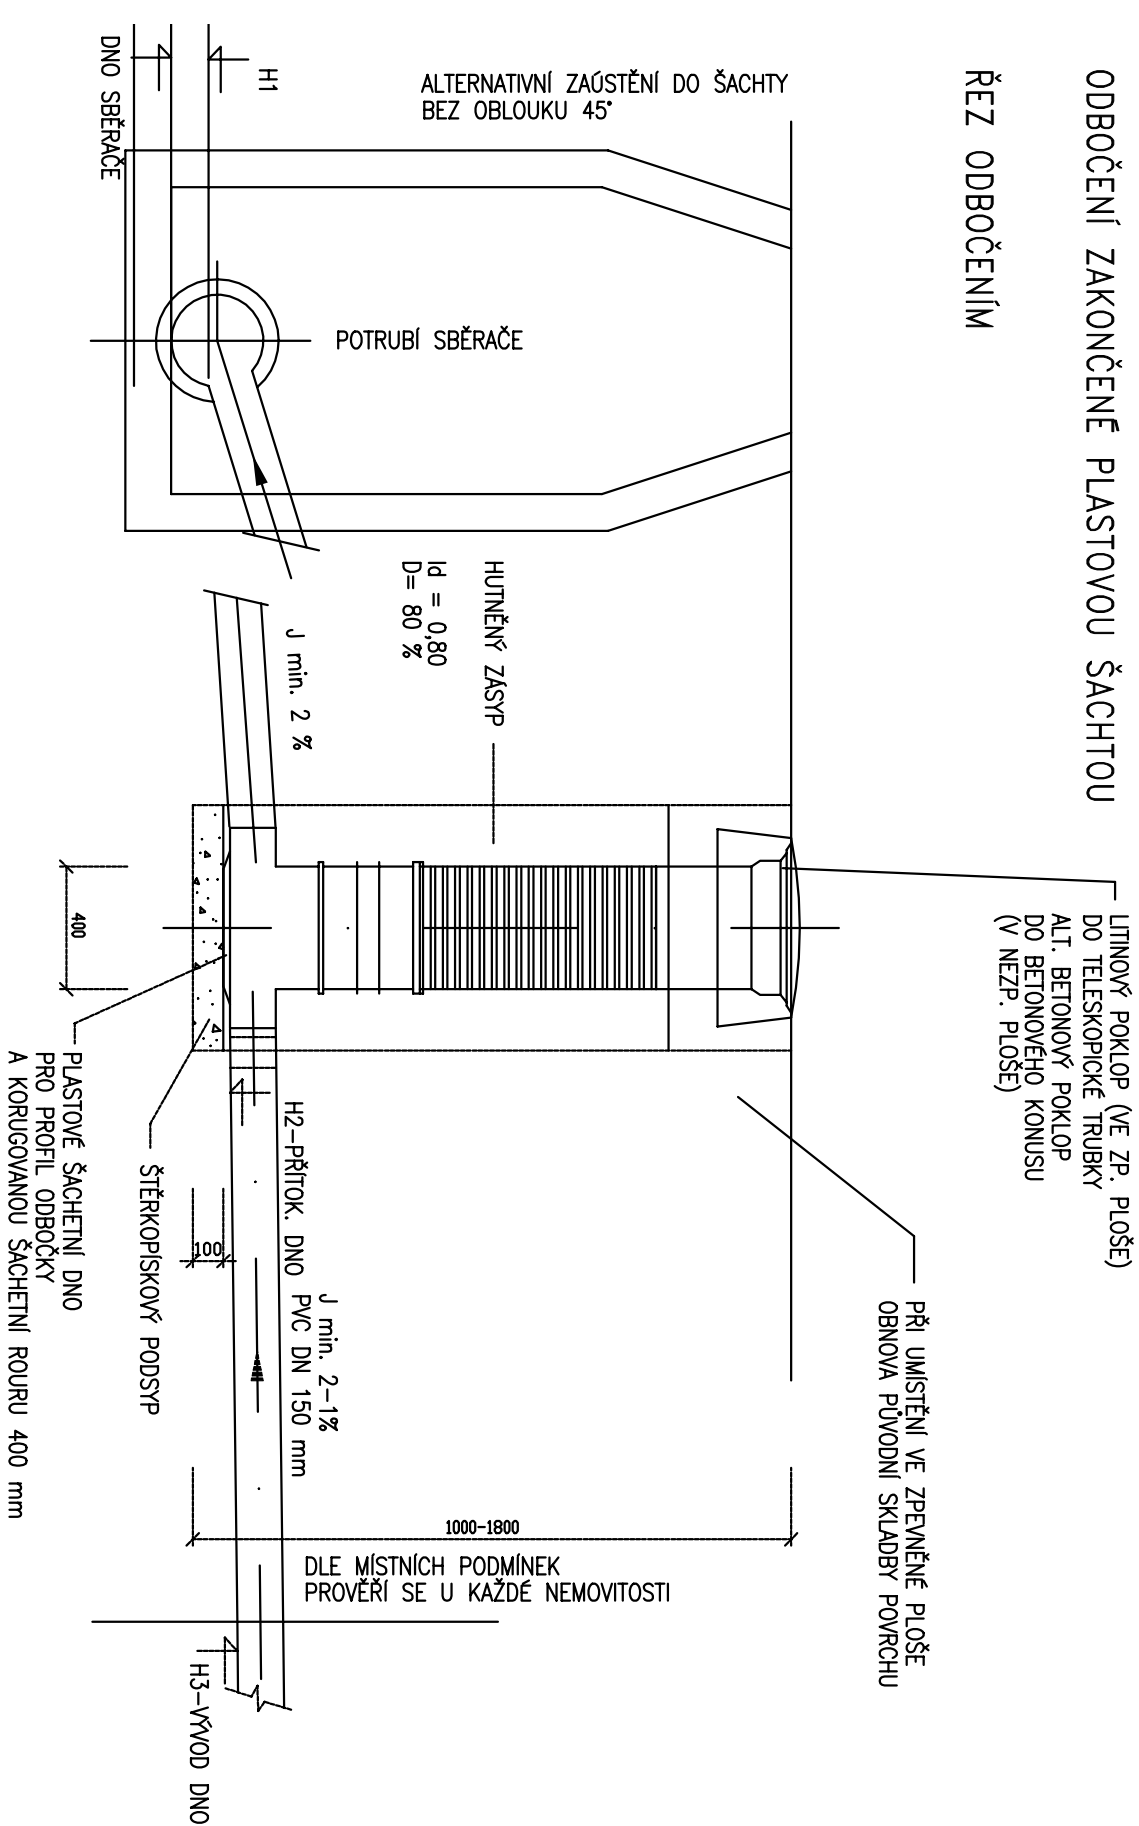 ODBOČENÍ ZAKONČENÉ PLASTOVOU ŠACHTOU
ŘEZ ODBOČENÍM
ALTERNATIVNÍ ZAÚSTĚNÍ DO ŠACHTY
BEZ OBLOUKU 45°
H1
DNO SBĚRAČE
POTRUBÍ SBĚRAČE
HUTNĚNÝ ZÁSYP
Id = 0,80
D= 80 %
J min. 2 %
LITINOVÝ POKLOP (VE ZP. PLOŠE)
DO TELESKOPICKÉ TRUBKY
ALT. BETONOVÝ POKLOP
DO BETONOVÉHO KONUSU
(V NEZP. PLOŠE)
PŘI UMÍSTĚNÍ VE ZPEVNĚNÉ PLOŠE
OBNOVA PŮVODNÍ SKLADBY POVRCHU
J min. 2-1%
PVC DN 150 mm
H2-PŘÍTOK. DNO
1000-1800
DLE MÍSTNÍCH PODMÍNEK
PROVĚŘÍ SE U KAŽDÉ NEMOVITOSTI
H3-VÝVOD DNO
100
400
ŠTĚRKOPÍSKOVÝ PODSYP
PLASTOVÉ ŠACHETNÍ DNO
PRO PROFIL ODBOČKY
A KORUGOVANOU ŠACHETNÍ ROURU 400 mm